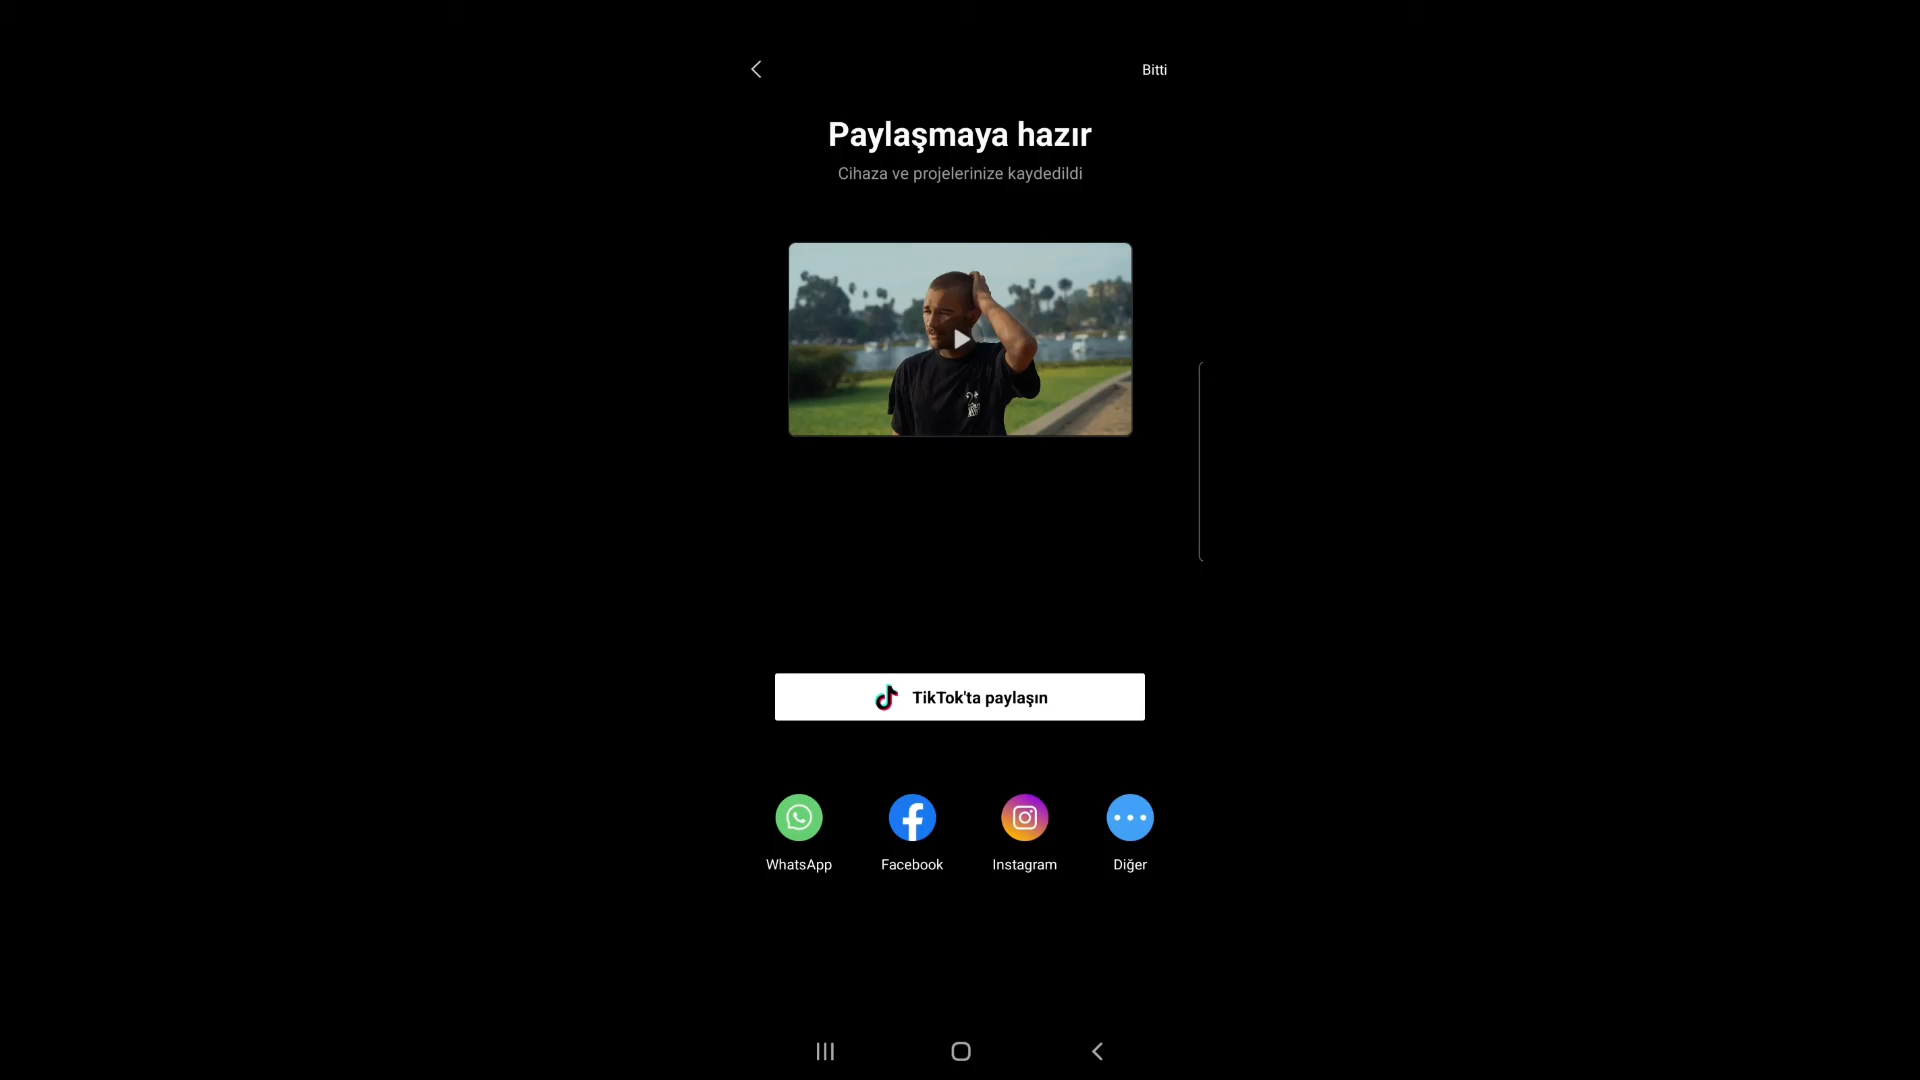 Bitti
Paylaşmaya hazır
Cihaza ve projelerinize kaydedildi
TikTok'ta paylaşın
WhatsApp
Facebook
Instagram
Diğer